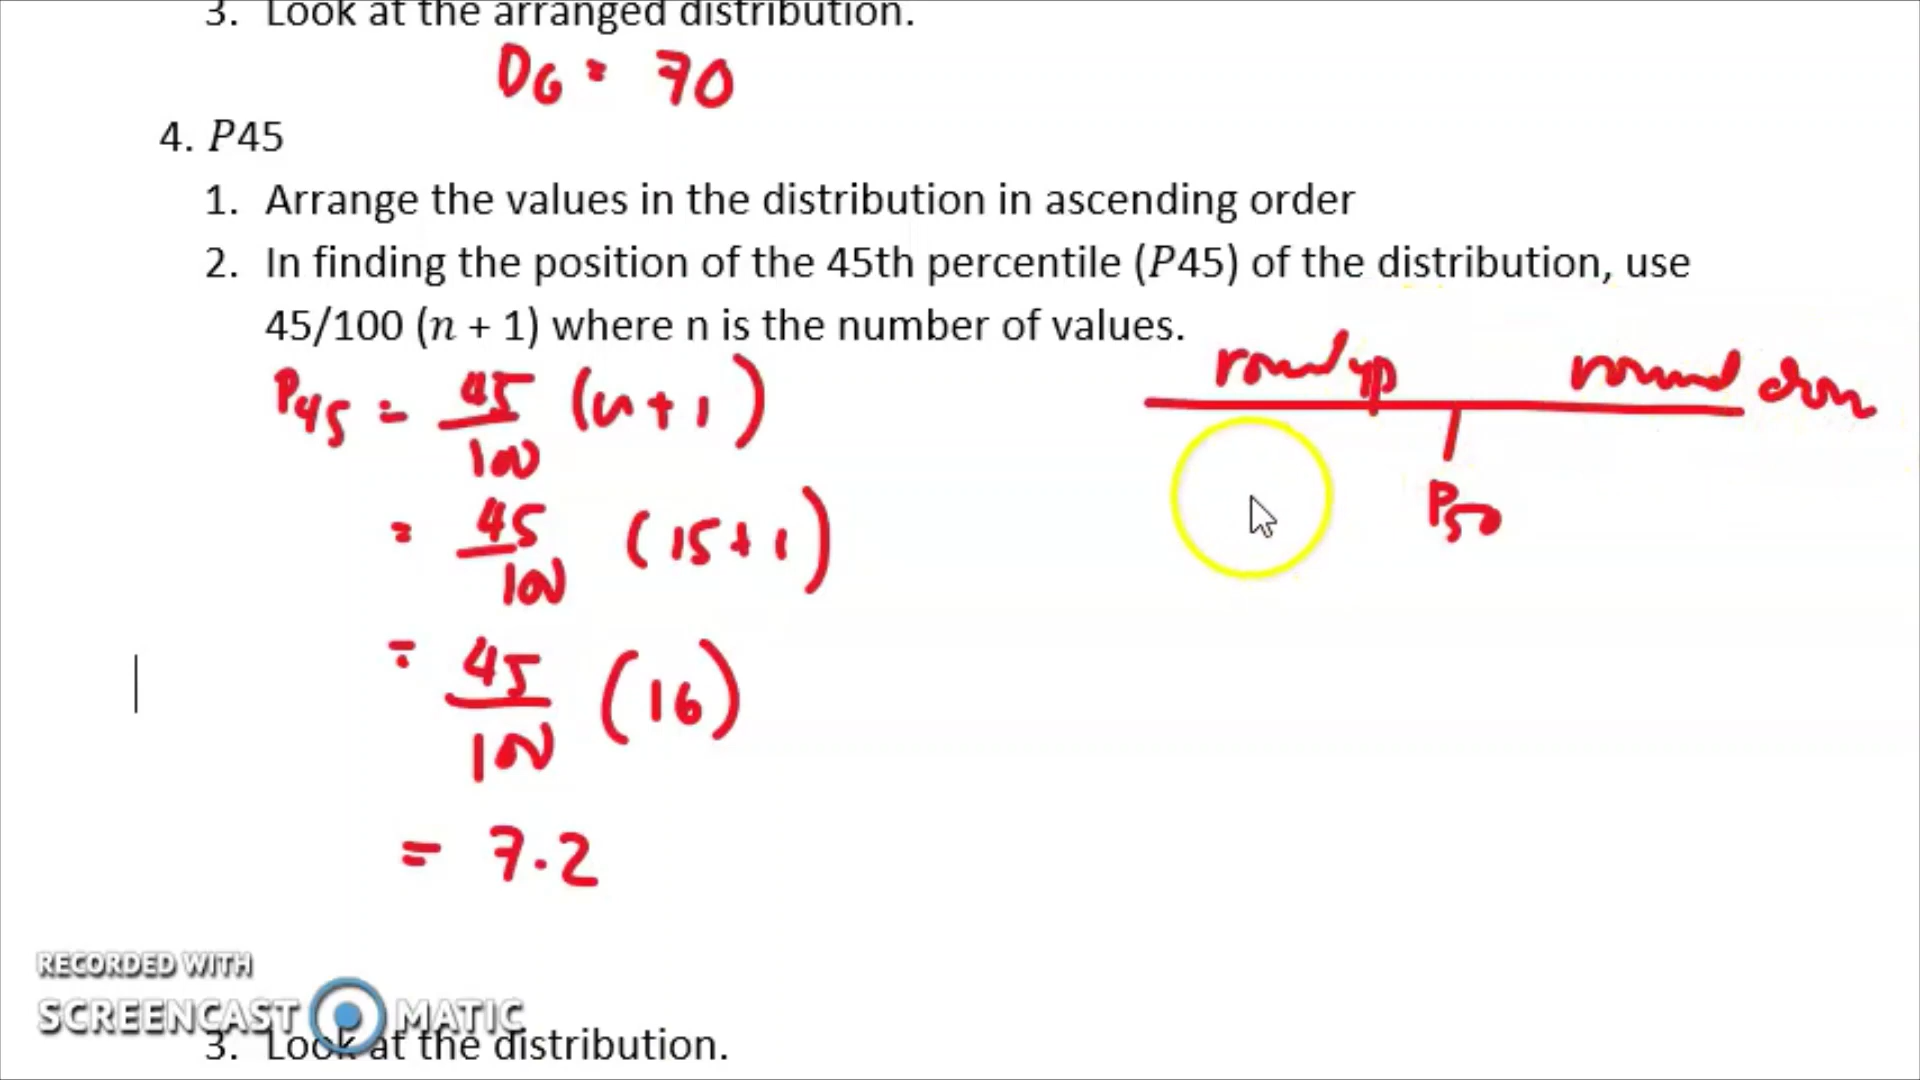 3. Look at the arranged distribution.
D6 = 70
4. P45
1. Arrange the values in the distribution in ascending order
2. In finding the position of the 45th percentile (P45) of the distribution, use
45/100 (n + 1) where n is the number of values.
round up round down
P45 = 45/100 (n+1)
P50
= 45/100 (15+1)
= 45/100 (16)
= 7.2
RECORDED WITH
SCREENCAST MATIC
3. Look at the distribution.